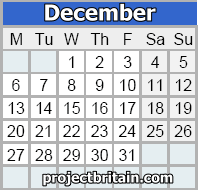 December
M Tu W Th F Sa Su
1 2 3 4 5
6 7 8 9 10 11 12
13 14 15 16 17 18 19
20 21 22 23 24 25 26
27 28 29 30 31
projectbritain.com